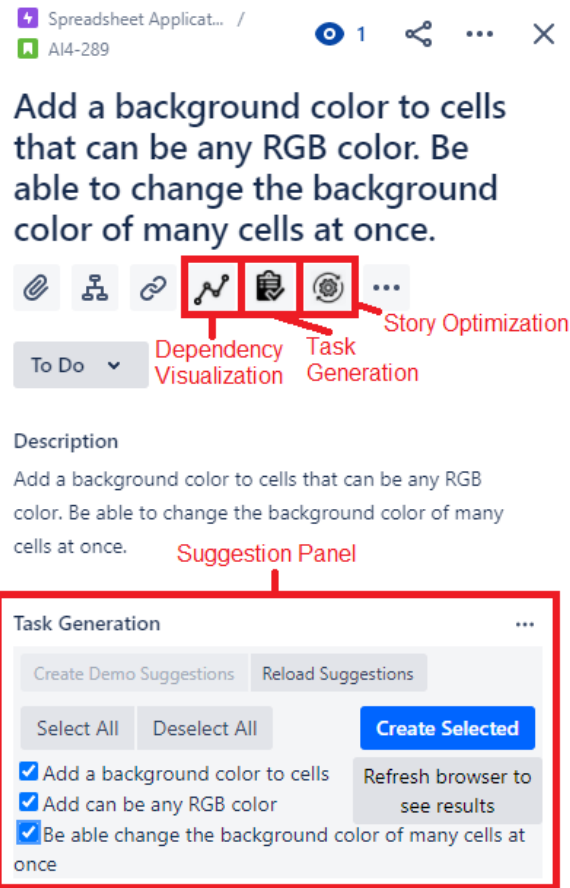 Spreadsheet Applicat... /
AI4-289
1
Add a background color to cells
that can be any RGB color. Be
able to change the background
color of many cells at once.
Story Optimization
Dependency
Visualization
Task
Generation
To Do
Description
Add a background color to cells that can be any RGB
color. Be able to change the background color of many
cells at once.
Suggestion Panel
Task Generation
Create Demo Suggestions
Reload Suggestions
Select All
Deselect All
Create Selected
Add a background color to cells
Add can be any RGB color
Be able change the background color of many cells at
once
Refresh browser to
see results